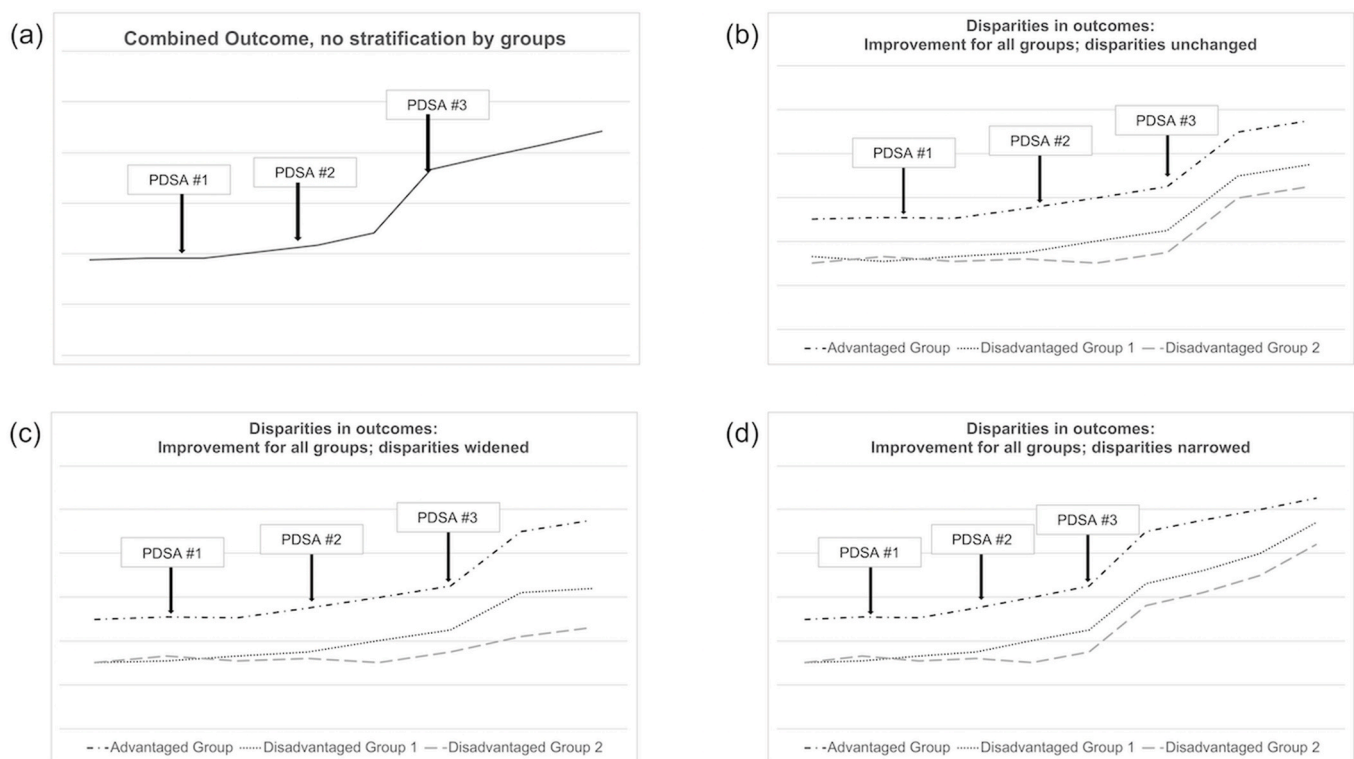 (a)
Combined Outcome, no stratification by groups
PDSA #3
PDSA #1
PDSA #2
(b)
Disparities in outcomes:
Improvement for all groups; disparities unchanged
PDSA #3
PDSA #2
PDSA #1
Advantaged Group
Disadvantaged Group 1
Disadvantaged Group 2
(c)
Disparities in outcomes:
Improvement for all groups; disparities widened
PDSA #3
PDSA #2
PDSA #1
Advantaged Group
Disadvantaged Group 1
Disadvantaged Group 2
(d)
Disparities in outcomes:
Improvement for all groups; disparities narrowed
PDSA #3
PDSA #2
PDSA #1
Advantaged Group
Disadvantaged Group 1
Disadvantaged Group 2